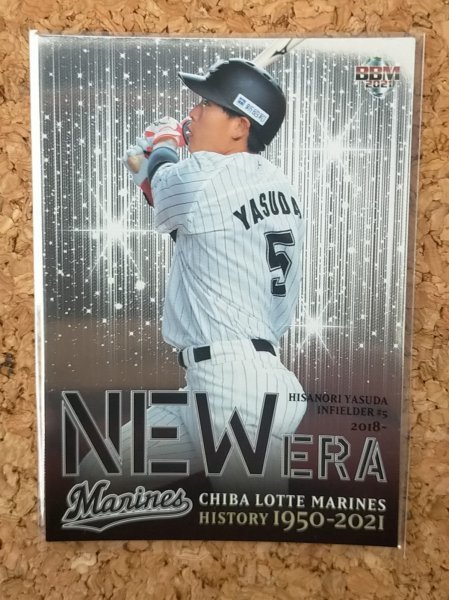 BBM
2021
YASUDA
5
HISANORI YASUDA
INFIELDER #5
2018-
NEW ERA
Marines
CHIBA LOTTE MARINES
HISTORY 1950-2021